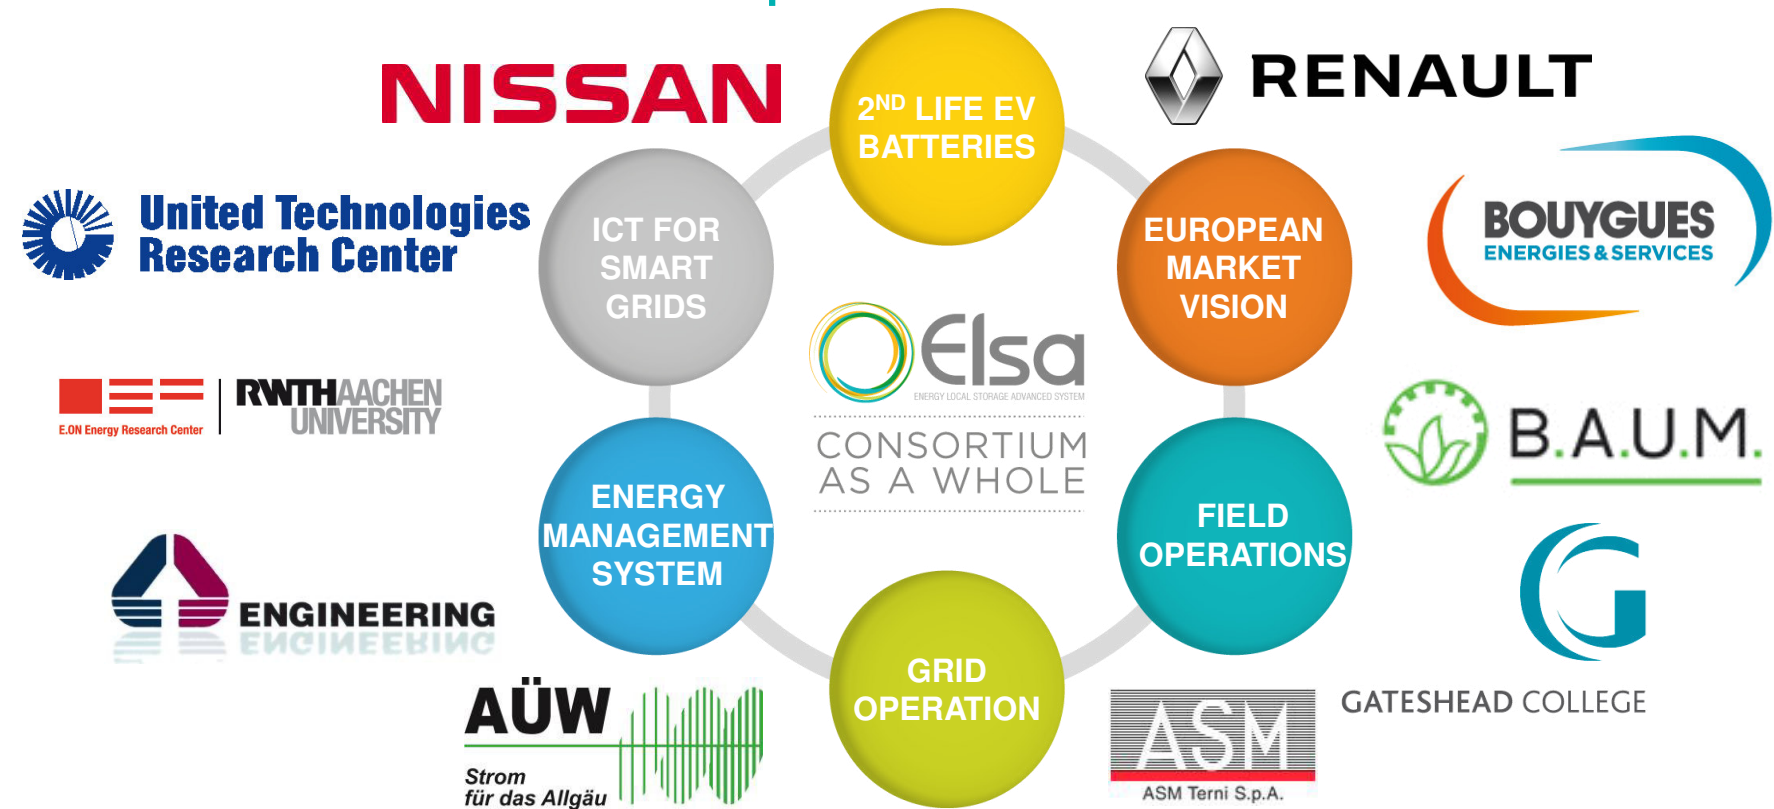 NISSAN
2ND LIFE EV
BATTERIES
RENAULT
United Technologies
Research Center
ICT FOR
SMART
GRIDS
EUROPEAN
MARKET
VISION
BOUYGUES
ENERGIES & SERVICES
Elsa
ENERGY LOCAL STORAGE ADVANCED SYSTEM
CONSORTIUM
AS A WHOLE
E.ON Energy Research Center
RWTHAACHEN
UNIVERSITY
B.A.U.M.
ENERGY
MANAGEMENT
SYSTEM
FIELD
OPERATIONS
ENGINEERING
G
GATESHEAD COLLEGE
GRID
OPERATION
AÜW
Strom
für das Allgäu
ASM
ASM Terni S.p.A.